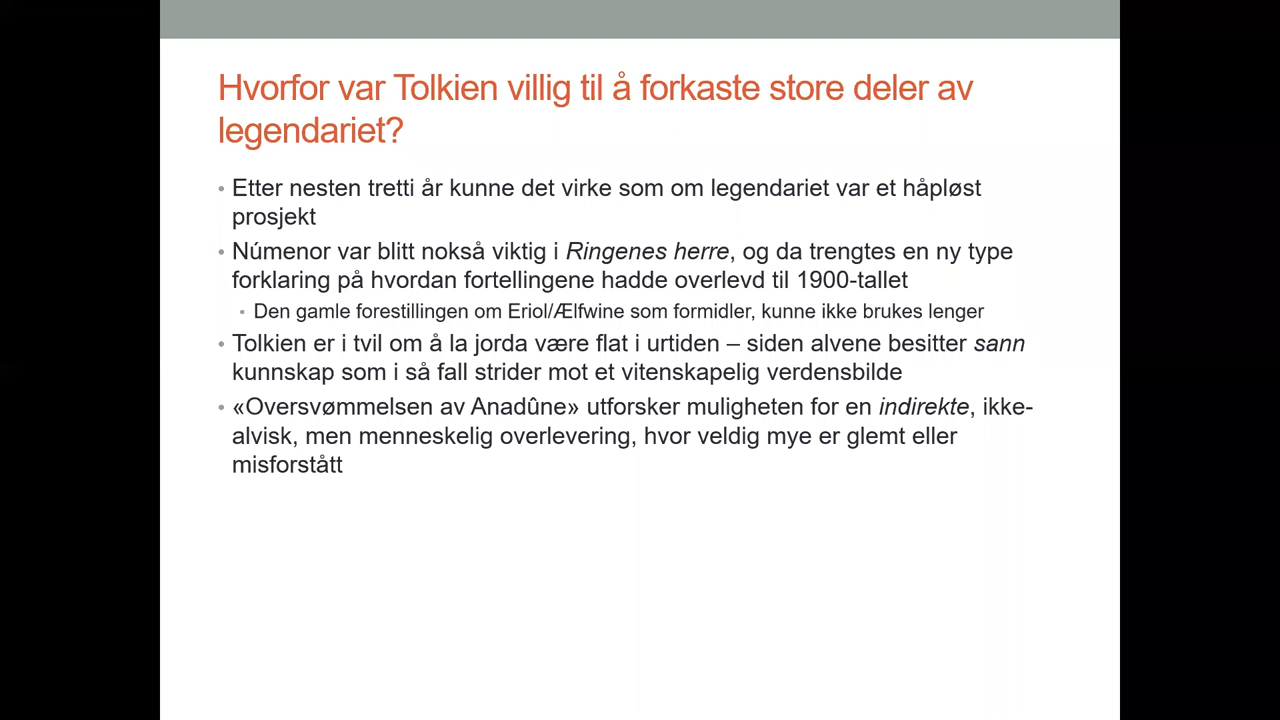 Hvorfor var Tolkien villig til å forkaste store deler av
legendariet?
• Etter nesten tretti år kunne det virke som om legendariet var et håpløst
prosjekt
• Númenor var blitt nokså viktig i Ringenes herre, og da trengtes en ny type
forklaring på hvordan fortellingene hadde overlevd til 1900-tallet
• Den gamle forestillingen om Eriol/Ælfwine som formidler, kunne ikke brukes lenger
• Tolkien er i tvil om å la jorda være flat i urtiden – siden alvene besitter sann
kunnskap som i så fall strider mot et vitenskapelig verdensbilde
• «Oversvømmelsen av Anadûne» utforsker muligheten for en indirekte, ikke-
alvisk, men menneskelig overlevering, hvor veldig mye er glemt eller
misforstått